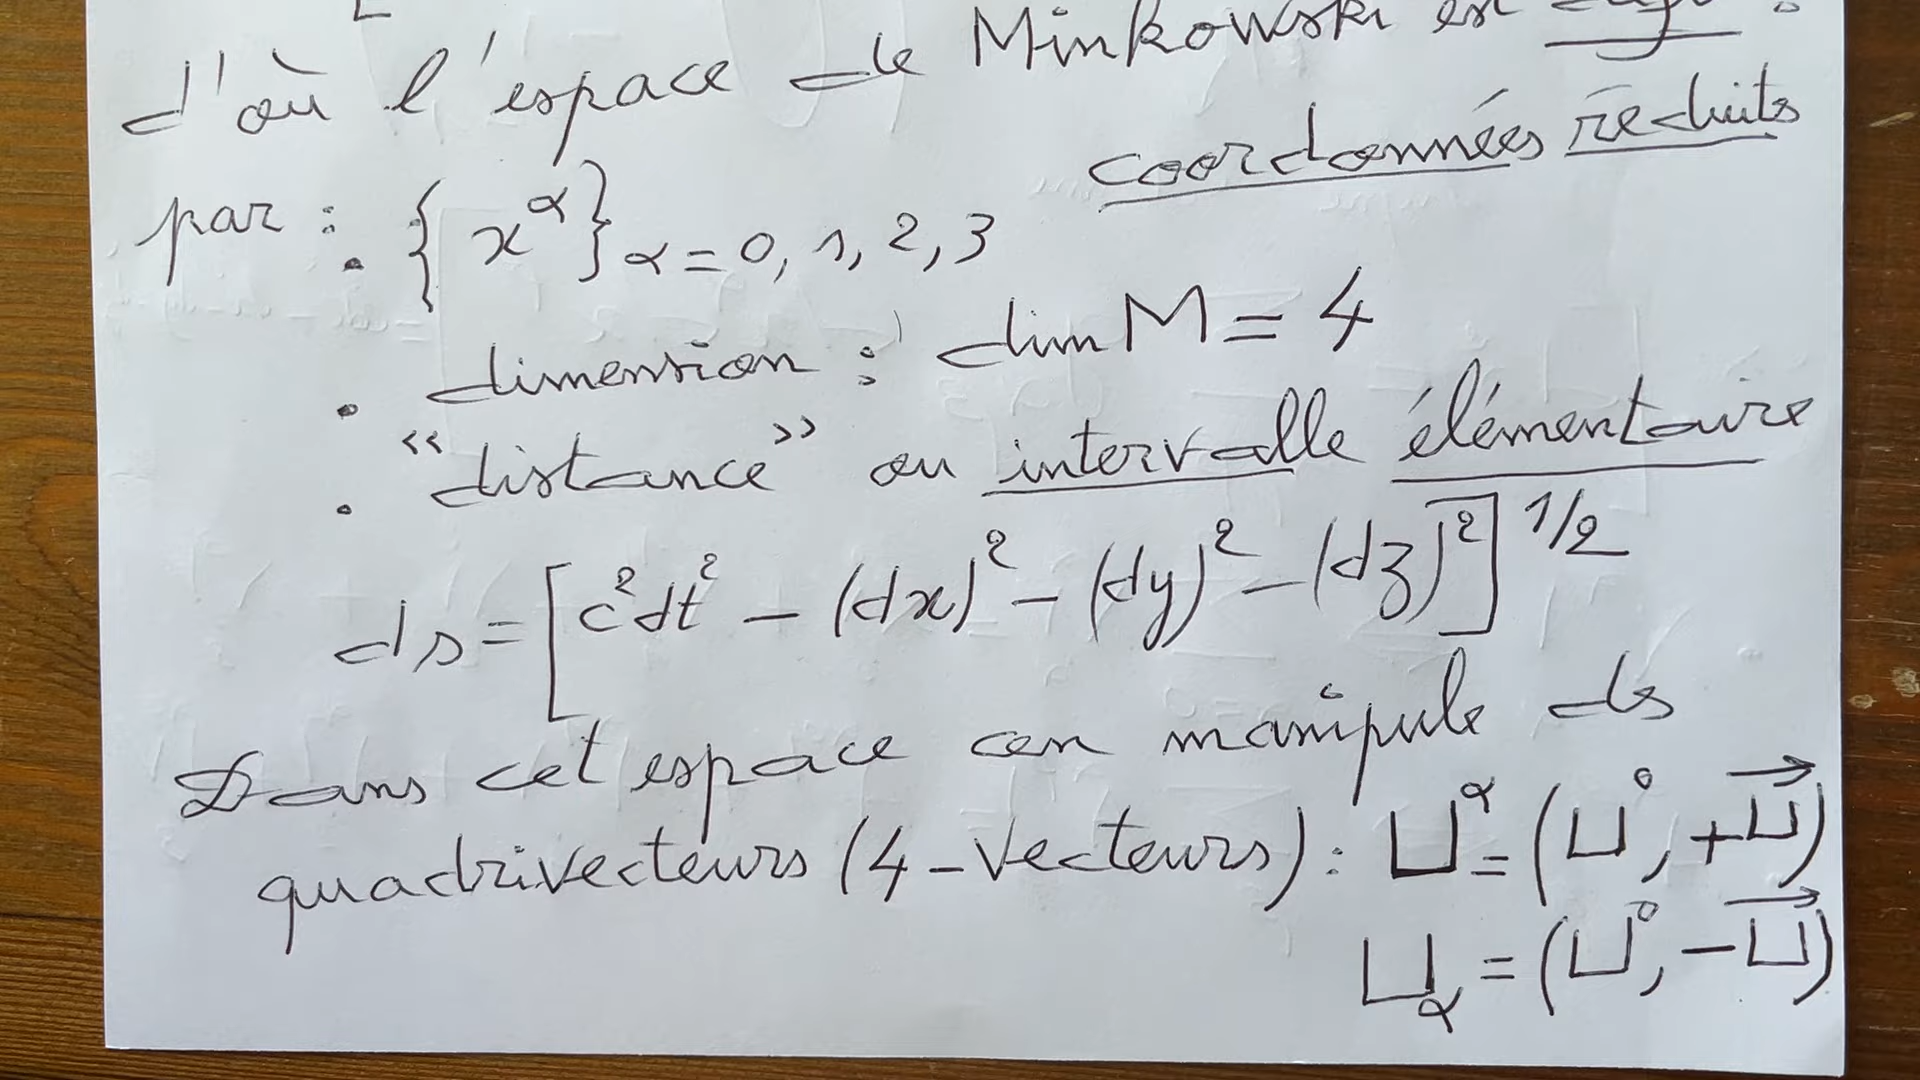 d'où l'espace de Minkowski est
coordonnées réduits
par : • {x^α}α = 0, 1, 2, 3
• dimension : dim M = 4
• “distance” ou intervalle élémentaire
ds = [c²dt² − (dx)² − (dy)² − (dz)²]^1/2
Dans cet espace on manipule des
quadrivecteurs (4-vecteurs) : U^α = (U°, +U⃗)
U_α = (U°, −U⃗)